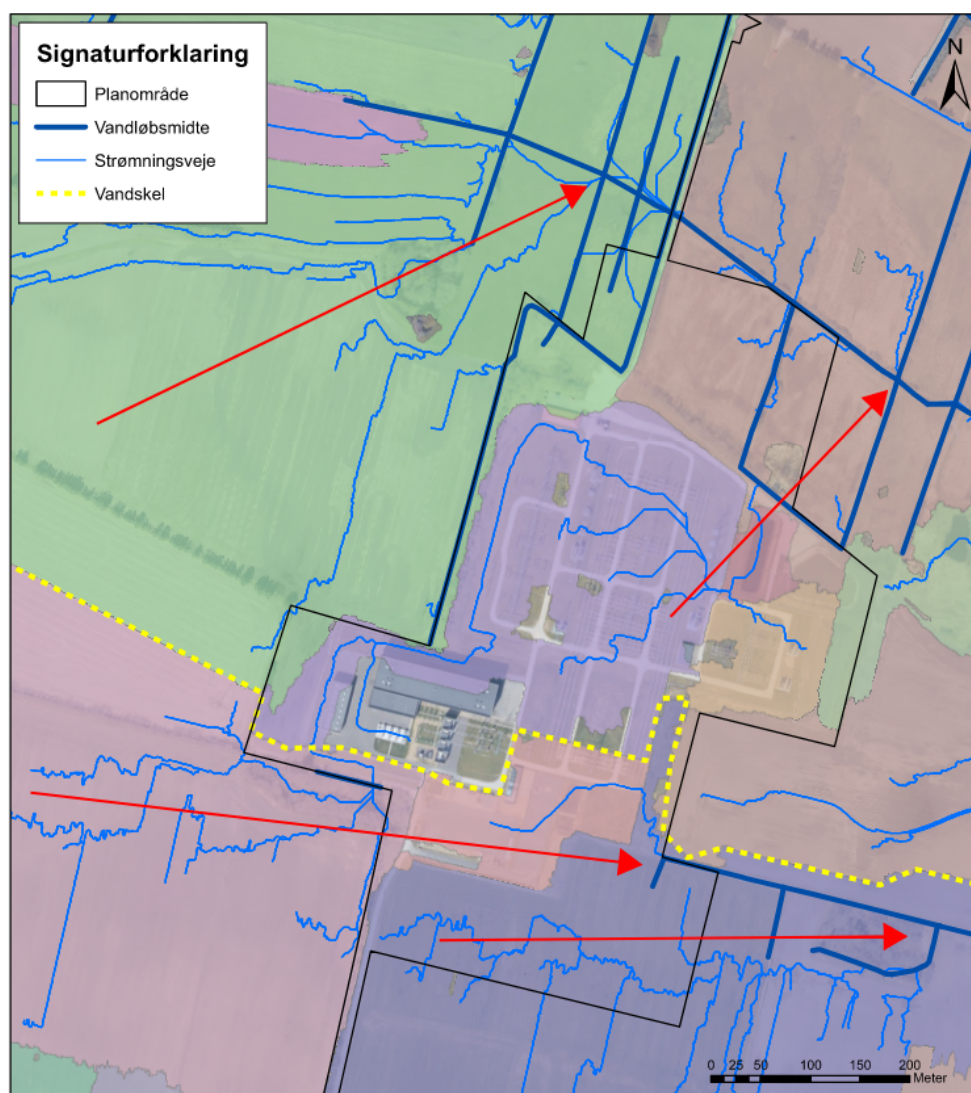 Signaturforklaring
Planområde
Vandløbsmidte
Strømningsveje
Vandskel
N
0 25 50 100 150 200
Meter